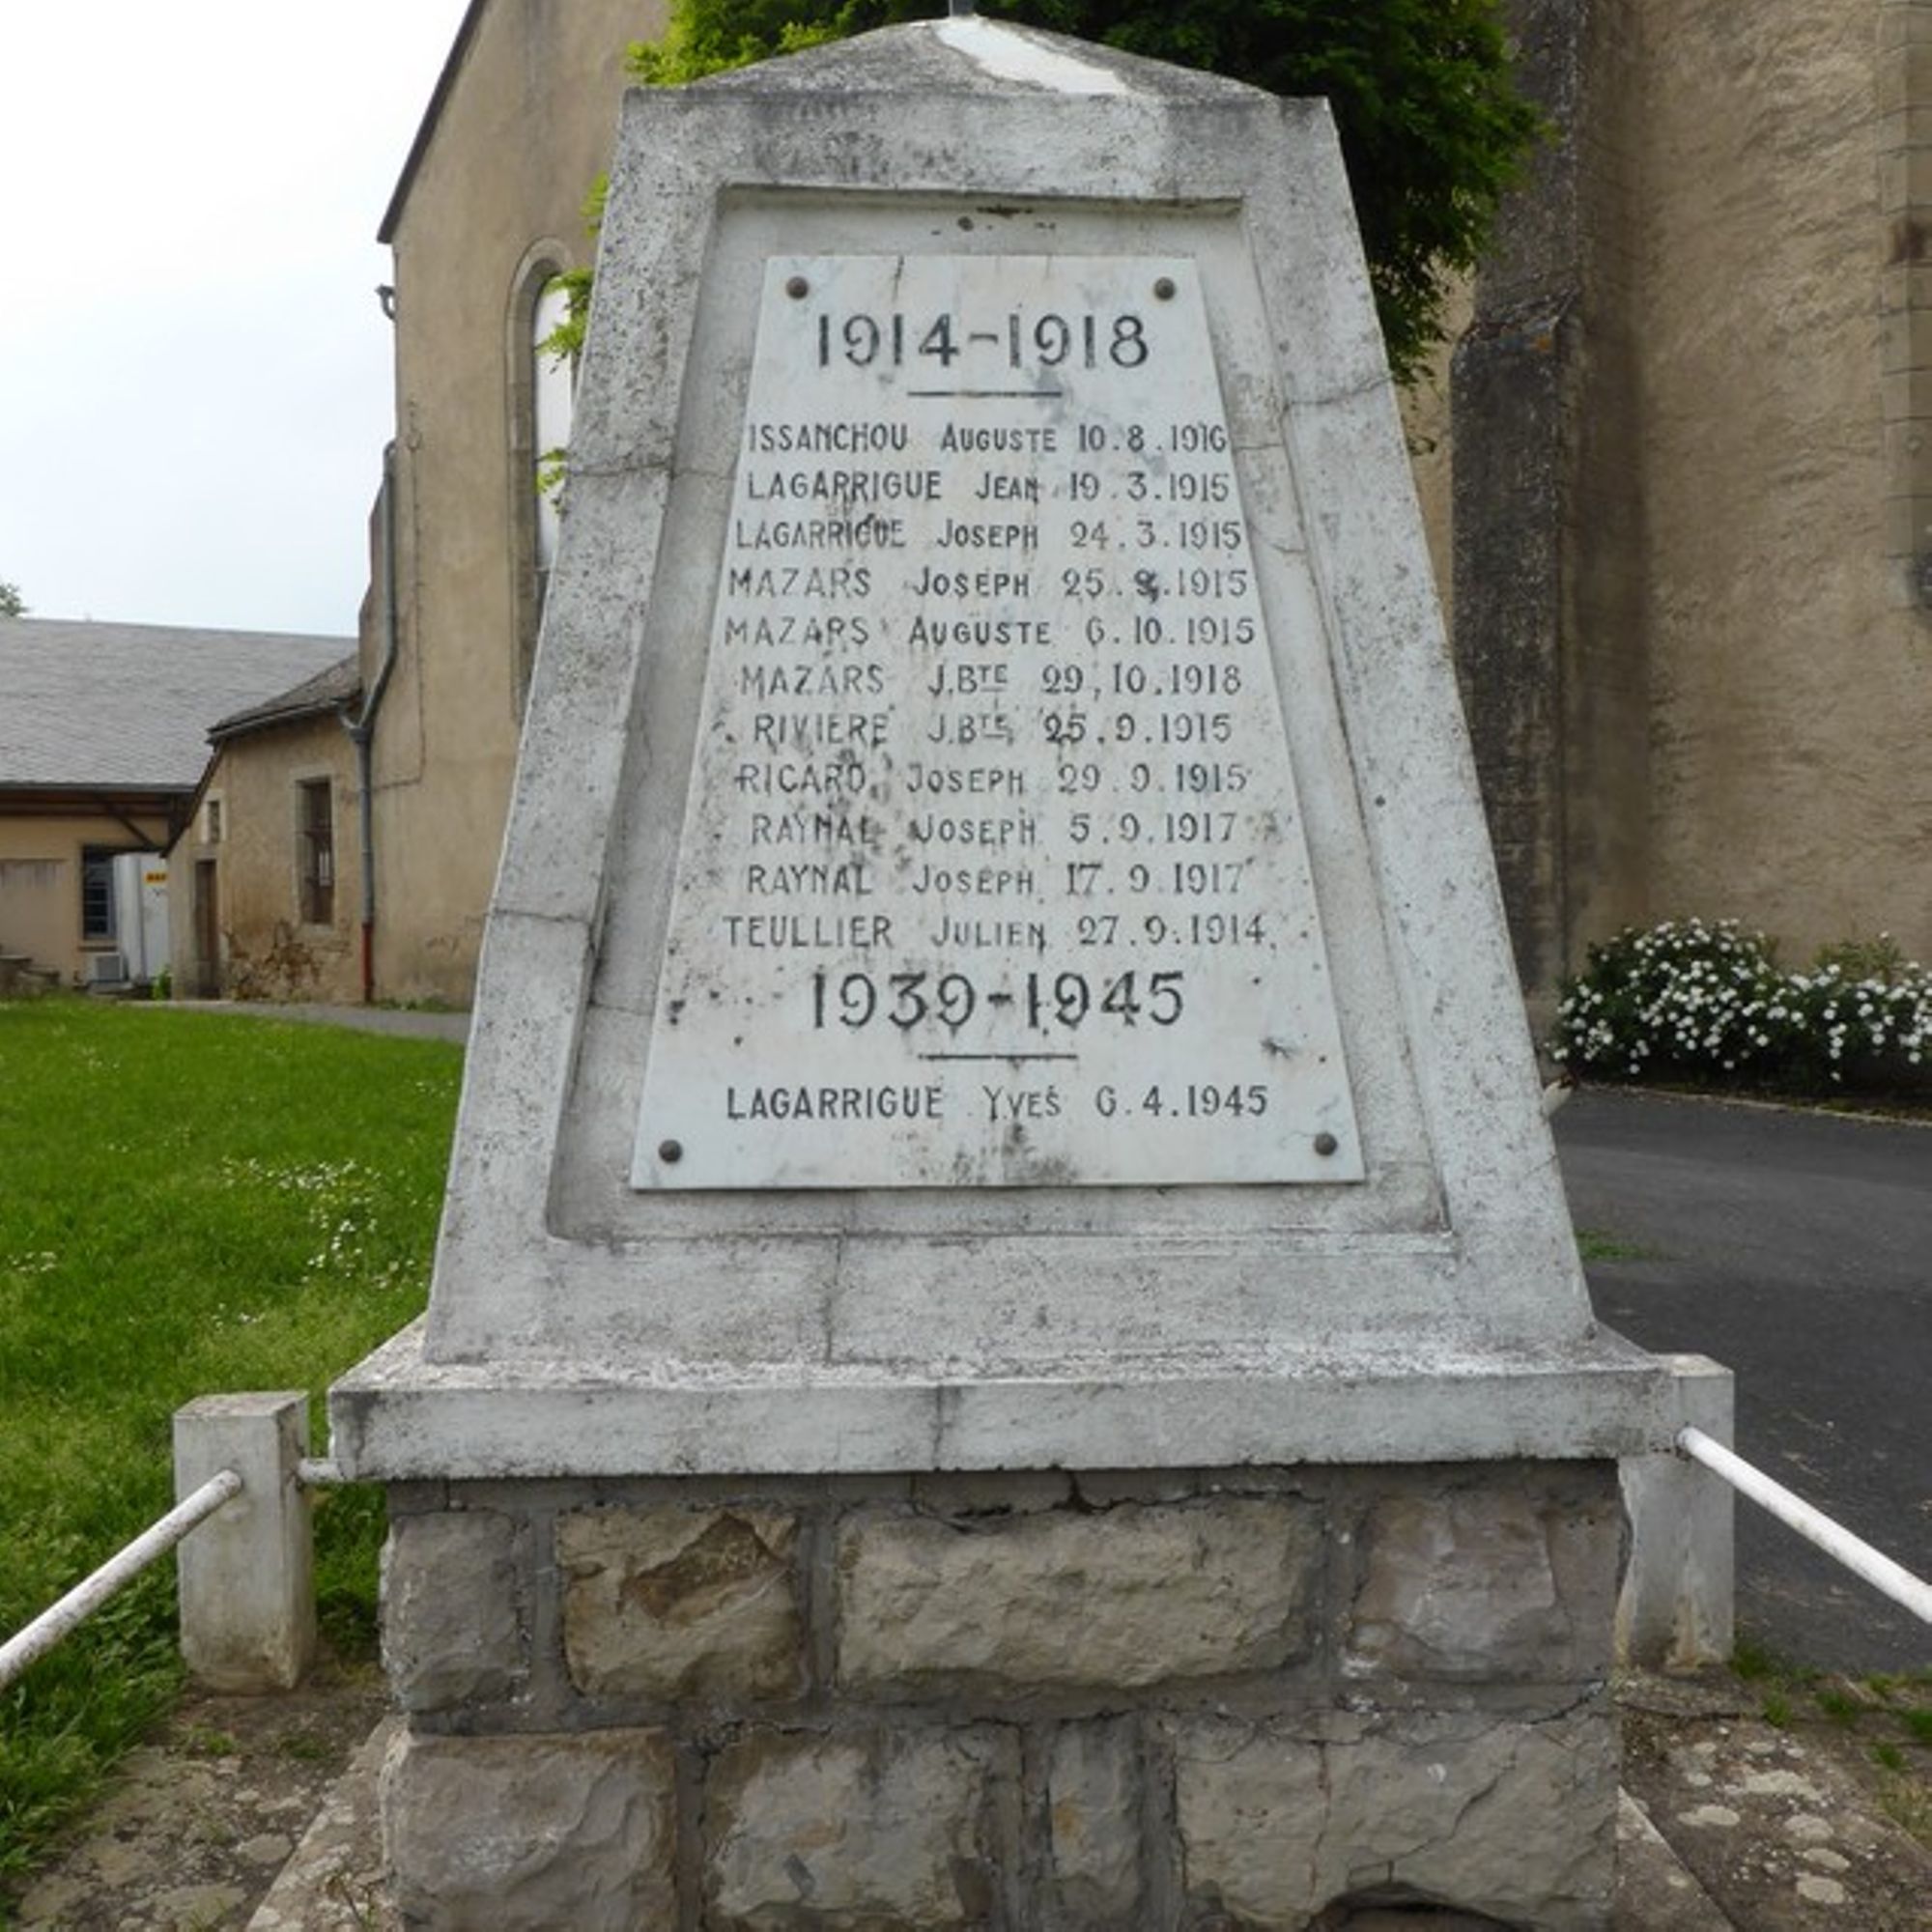 1914-1918
ISSANCHOU AUGUSTE 10.8.1916
LAGARRIGUE JEAN 19.3.1915
LAGARRIGUE JOSEPH 24.3.1915
MAZARS JOSEPH 25.9.1915
MAZARS AUGUSTE 6.10.1915
MAZARS J.BTE 29.10.1918
RIVIERE J.BTE 25.9.1915
RICARD JOSEPH 29.9.1915
RAYNAL JOSEPH 5.9.1917
RAYNAL JOSEPH 17.9.1917
TEULLIER JULIEN 27.9.1914
1939-1945
LAGARRIGUE YVES 6.4.1945